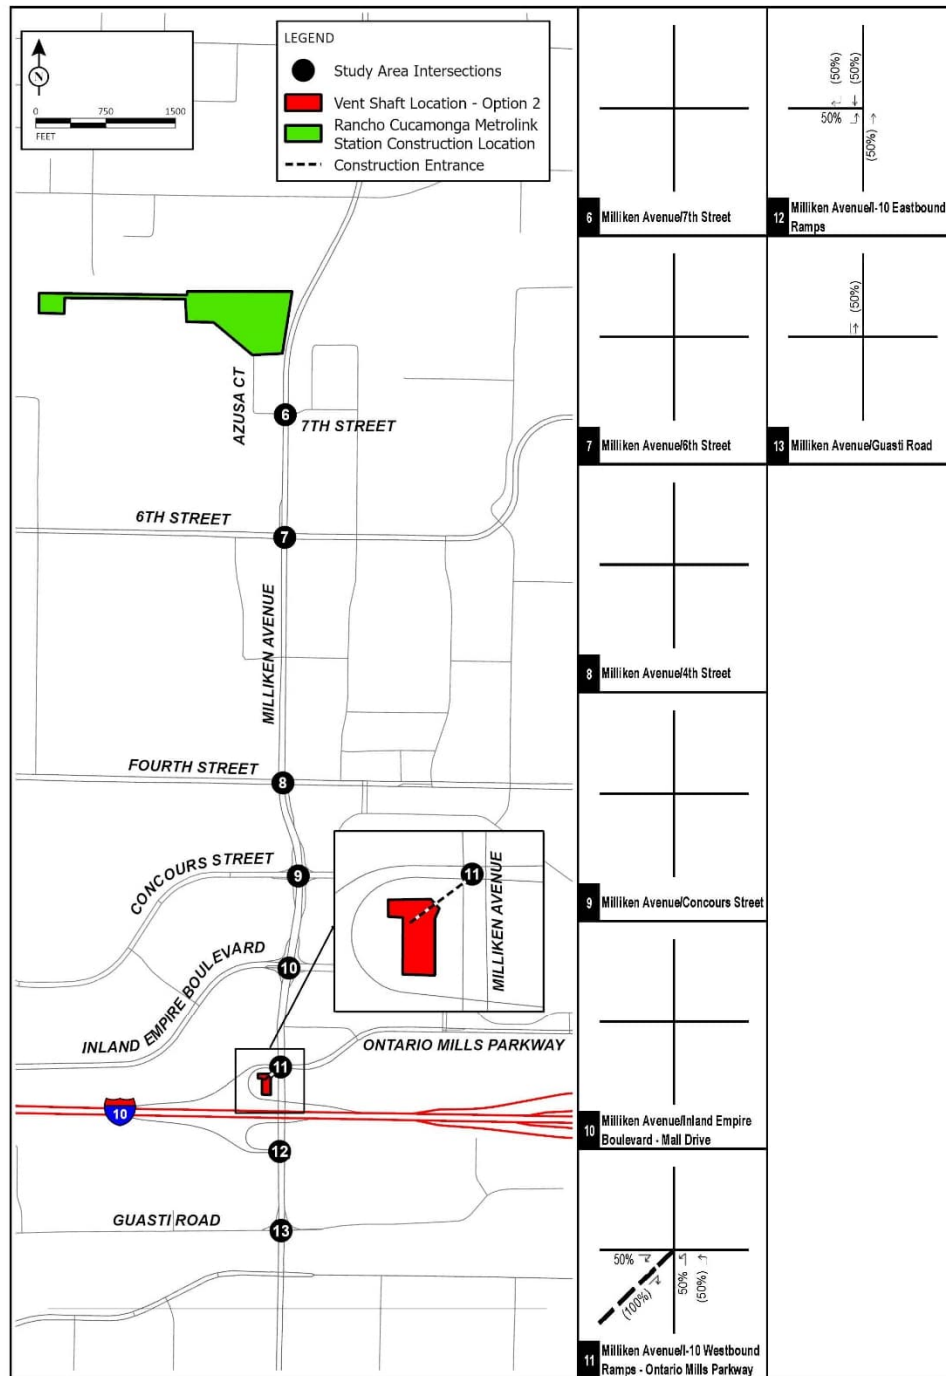 LEGEND
Study Area Intersections
Vent Shaft Location - Option 2
Rancho Cucamonga Metrolink
Station Construction Location
Construction Entrance
N
0 750 1500
FEET
AZUSA CT
6
7TH STREET
6TH STREET
7
MILLIKEN AVENUE
FOURTH STREET
8
CONCOURS STREET
9
11
MILLIKEN AVENUE
INLAND EMPIRE BOULEVARD
10
ONTARIO MILLS PARKWAY
11
10
12
GUASTI ROAD
13
6 Milliken Avenue/7th Street
7 Milliken Avenue/6th Street
8 Milliken Avenue/4th Street
9 Milliken Avenue/Concours Street
10 Milliken Avenue/Inland Empire
Boulevard - Mall Drive
50%
(100%)
50%
(50%)
11 Milliken Avenue/I-10 Westbound
Ramps - Ontario Mills Parkway
(50%)
(50%)
50%
(50%)
12 Milliken Avenue/I-10 Eastbound
Ramps
(50%)
13 Milliken Avenue/Guasti Road